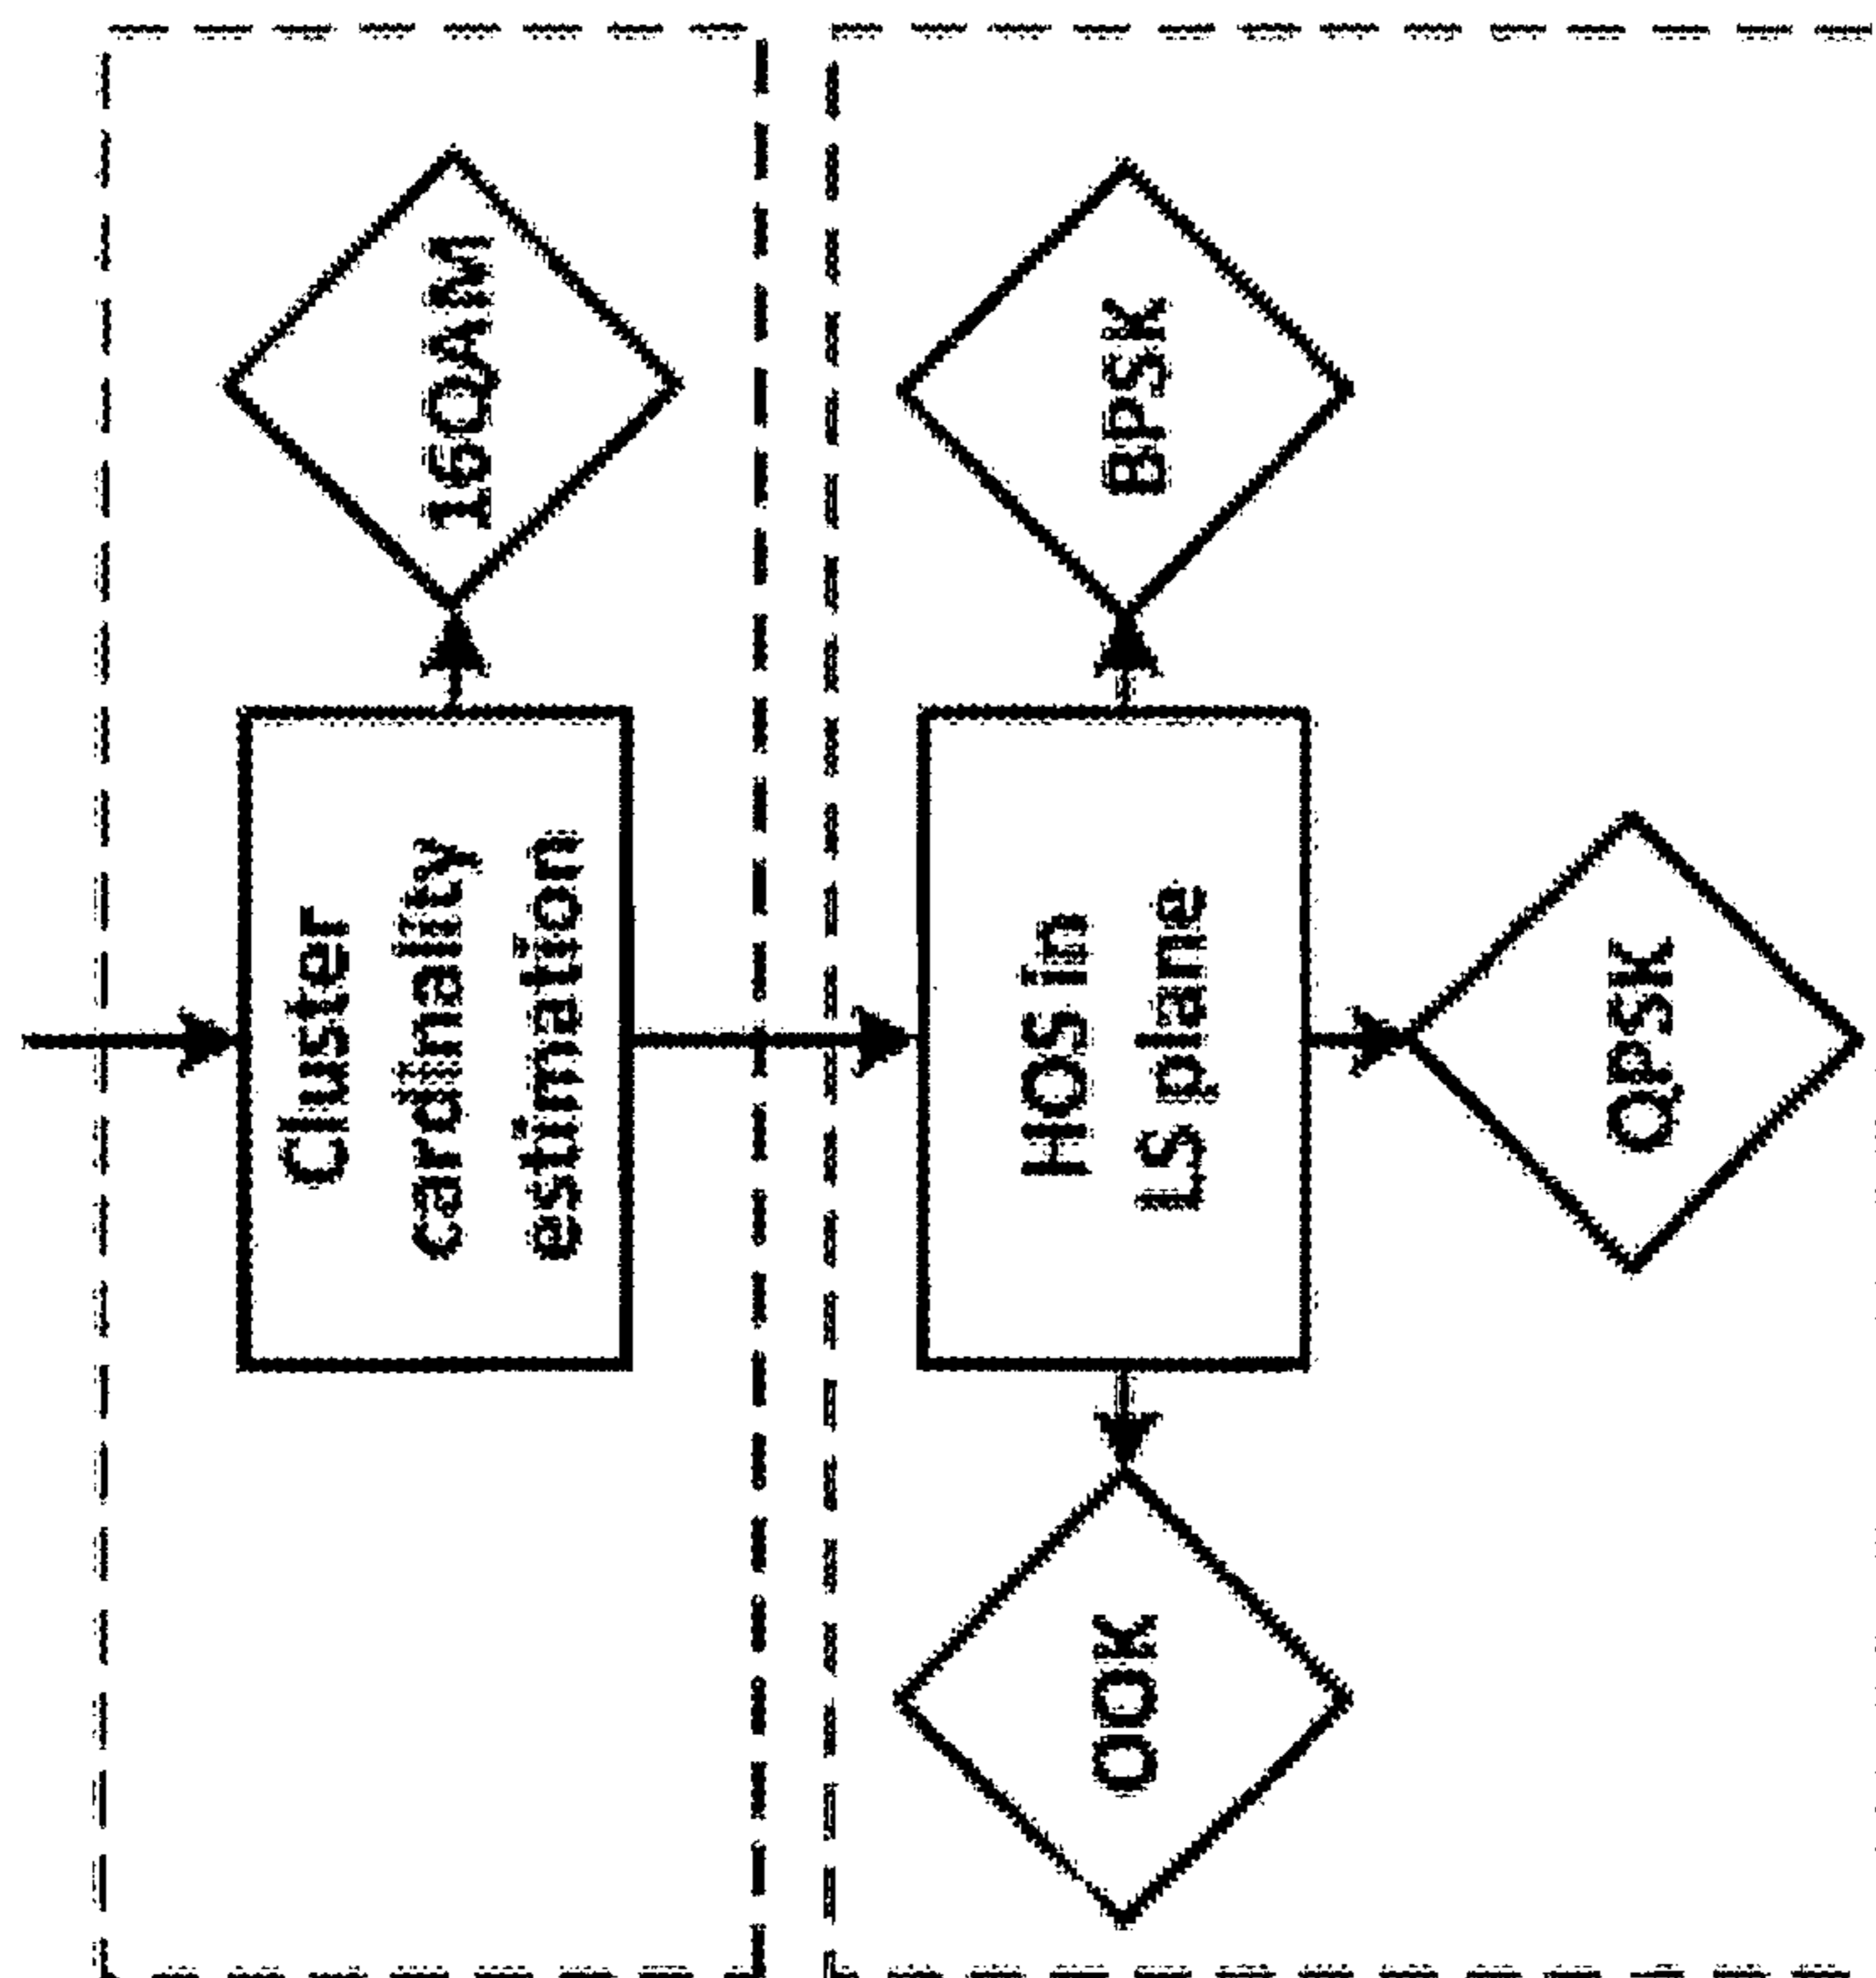 Cluster
cardinality
estimation
16QAM
HOS in
Ls plane
BPSK
OOK
QPSK